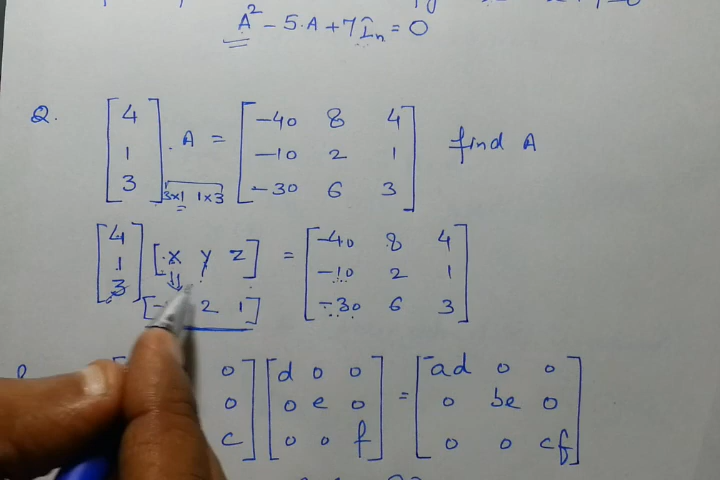 A² - 5·A + 7Iₙ = 0
Q. [4 1 3] · A = [-40 8 4 -10 2 1 -30 6 3] find A
3×1 1×3
[4 1 3] [x y z] = [-40 8 4 -10 2 1 -30 6 3]
2 1]
0 0 c] [d 0 0 0 e 0 0 0 f] = [ad 0 0 0 be 0 0 0 cf]